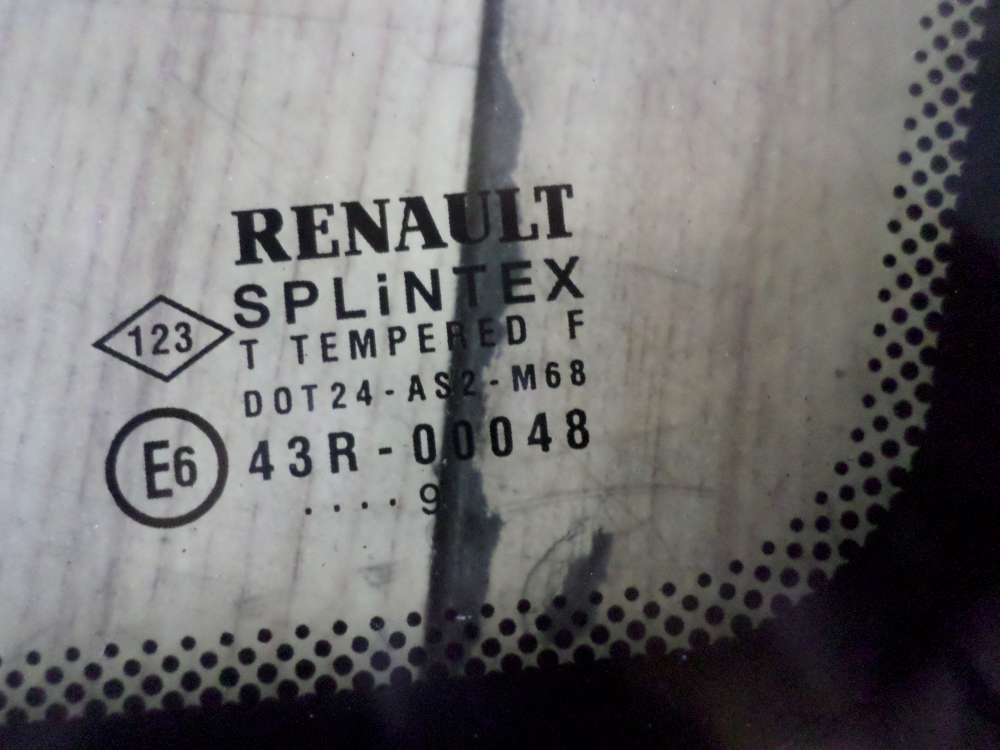 RENAULT
SPLiNTEX
123
T TEMPERED F
DOT24-AS2-M68
E6 43R-00048
....9